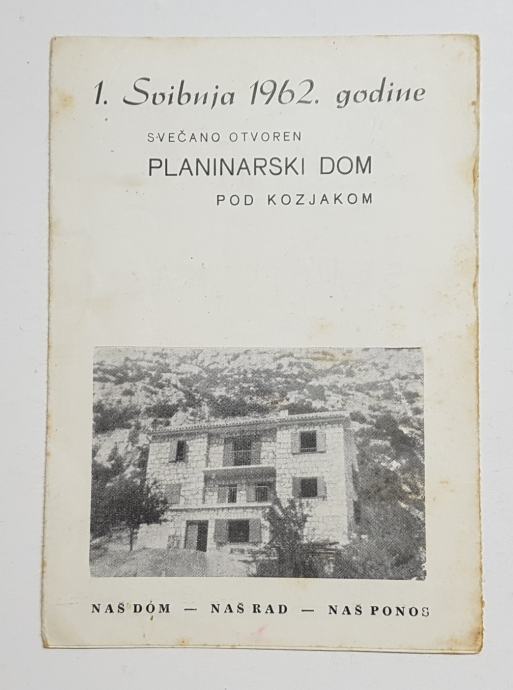 1. Svibnja 1962. godine
SVEČANO OTVOREN
PLANINARSKI DOM
POD KOZJAKOM
NAŠ DOM — NAŠ RAD — NAŠ PONOS